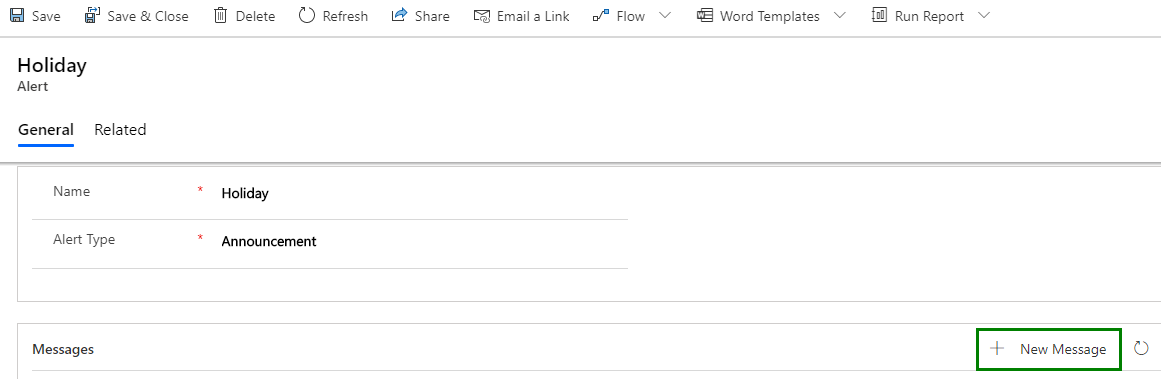 Save Save & Close Delete Refresh Share Email a Link Flow Word Templates Run Report
Holiday
Alert
General Related
Name * Holiday
Alert Type * Announcement
Messages + New Message